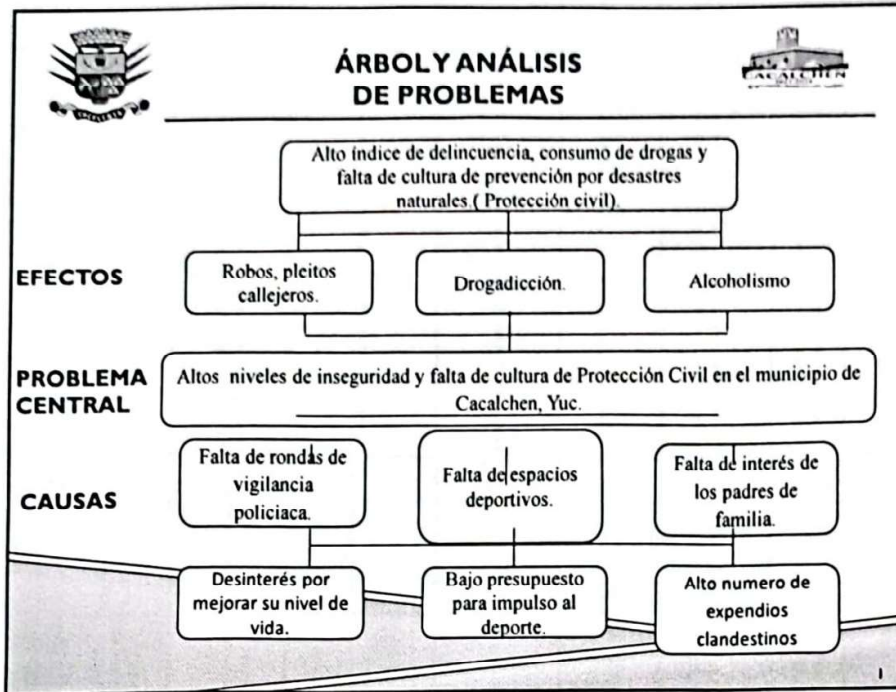 ÁRBOL Y ANÁLISIS
DE PROBLEMAS
CACALCHEN
Alto índice de delincuencia, consumo de drogas y
falta de cultura de prevención por desastres
naturales.( Protección civil).
EFECTOS
Robos, pleitos
callejeros.
Drogadicción.
Alcoholismo
PROBLEMA
CENTRAL
Altos niveles de inseguridad y falta de cultura de Protección Civil en el municipio de
Cacalchen, Yuc.
CAUSAS
Falta de rondas de
vigilancia
policiaca.
Falta de espacios
deportivos.
Falta de interés de
los padres de
familia.
Desinterés por
mejorar su nivel de
vida.
Bajo presupuesto
para impulso al
deporte.
Alto numero de
expendios
clandestinos
1